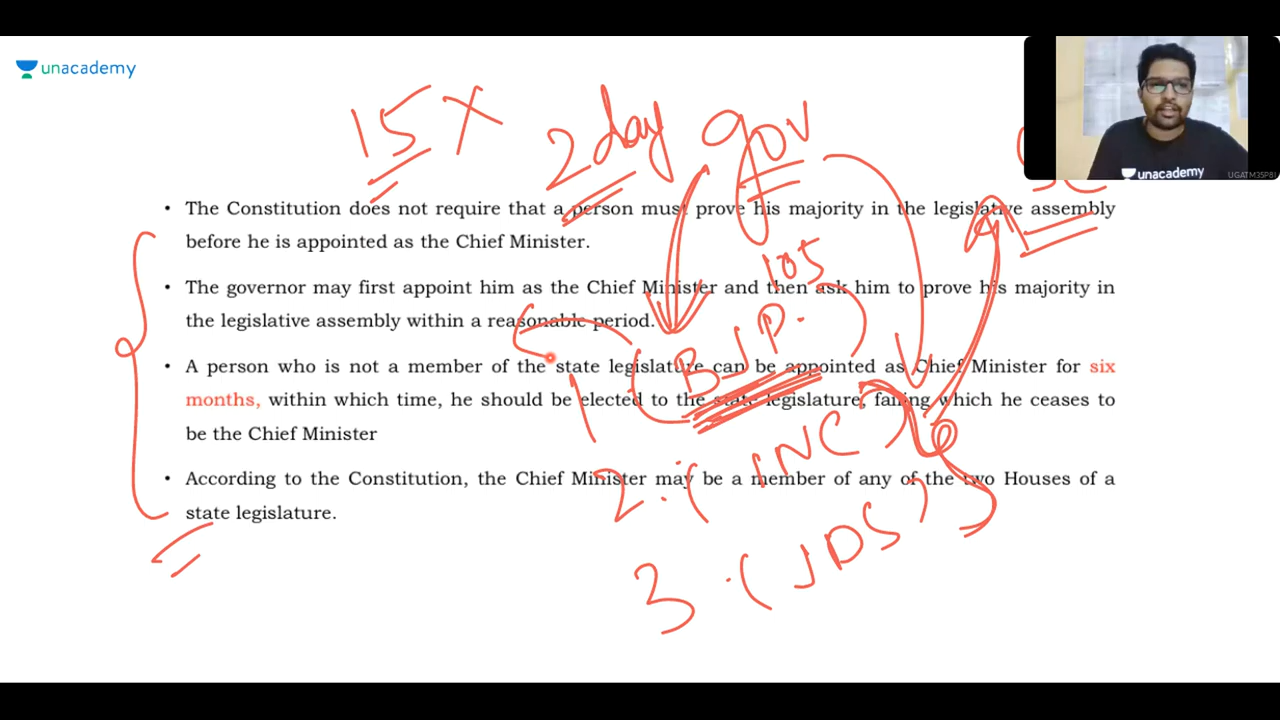 unacademy
15 X 2 day gov
unacademy
UGATM35P8I
SC
• The Constitution does not require that a person must prove his majority in the legislative assembly
before he is appointed as the Chief Minister.
105
• The governor may first appoint him as the Chief Minister and then ask him to prove his majority in
the legislative assembly within a reasonable period.
1 (BJP.)
• A person who is not a member of the state legislature can be appointed as Chief Minister for six
months, within which time, he should be elected to the state legislature, failing which he ceases to
be the Chief Minister
2.(INC)
• According to the Constitution, the Chief Minister may be a member of any of the two Houses of a
state legislature.
3.(JDS)